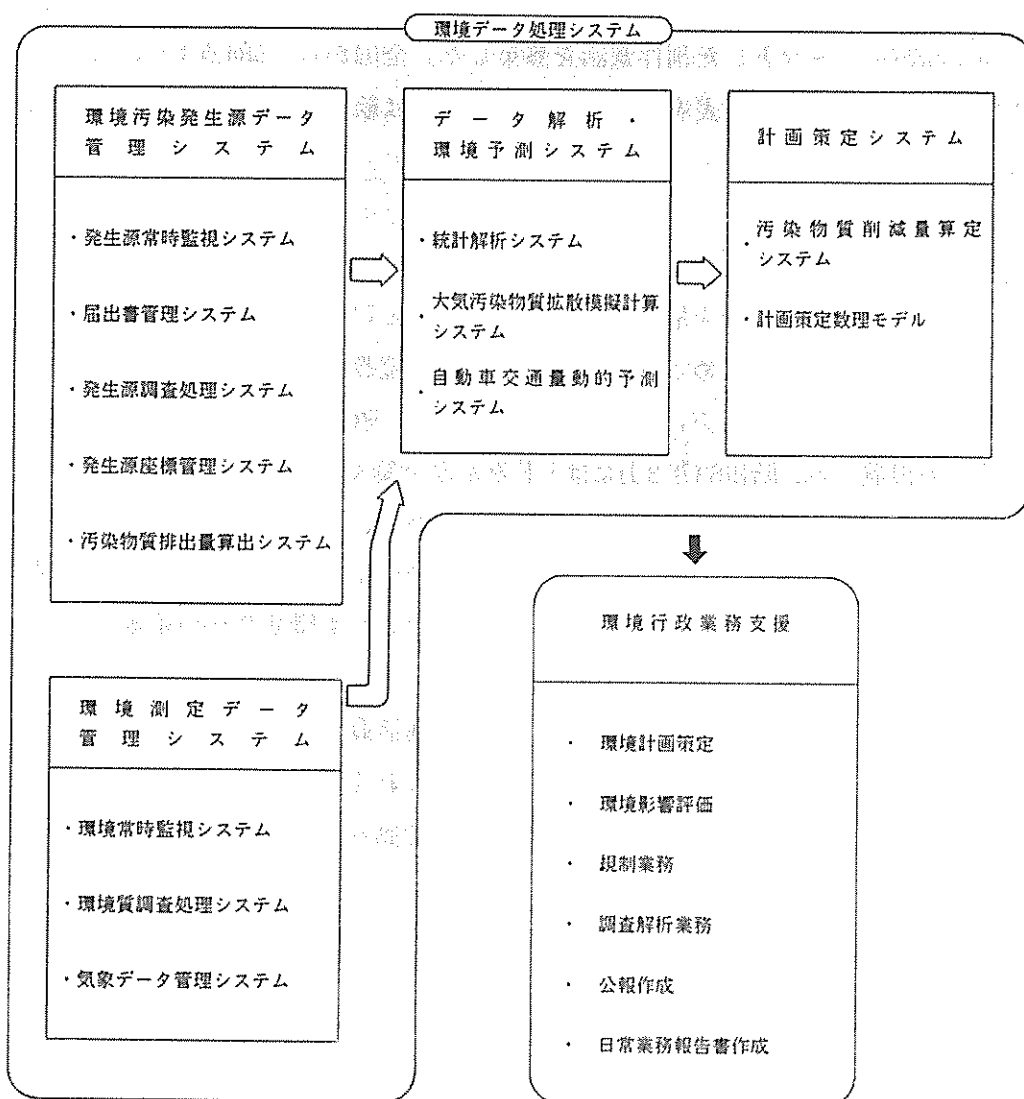 環境データ処理システム
環境汚染発生源データ
管理システム
・発生源常時監視システム
・届出書管理システム
・発生源調査処理システム
・発生源座標管理システム
・汚染物質排出量算出システム
データ解析・
環境予測システム
・統計解析システム
・大気汚染物質拡散模擬計算
システム
・自動車交通量動的予測
システム
計画策定システム
・汚染物質削減量算定
システム
・計画策定数理モデル
環境測定データ
管理システム
・環境常時監視システム
・環境質調査処理システム
・気象データ管理システム
環境行政業務支援
・環境計画策定
・環境影響評価
・規制業務
・調査解析業務
・公報作成
・日常業務報告書作成